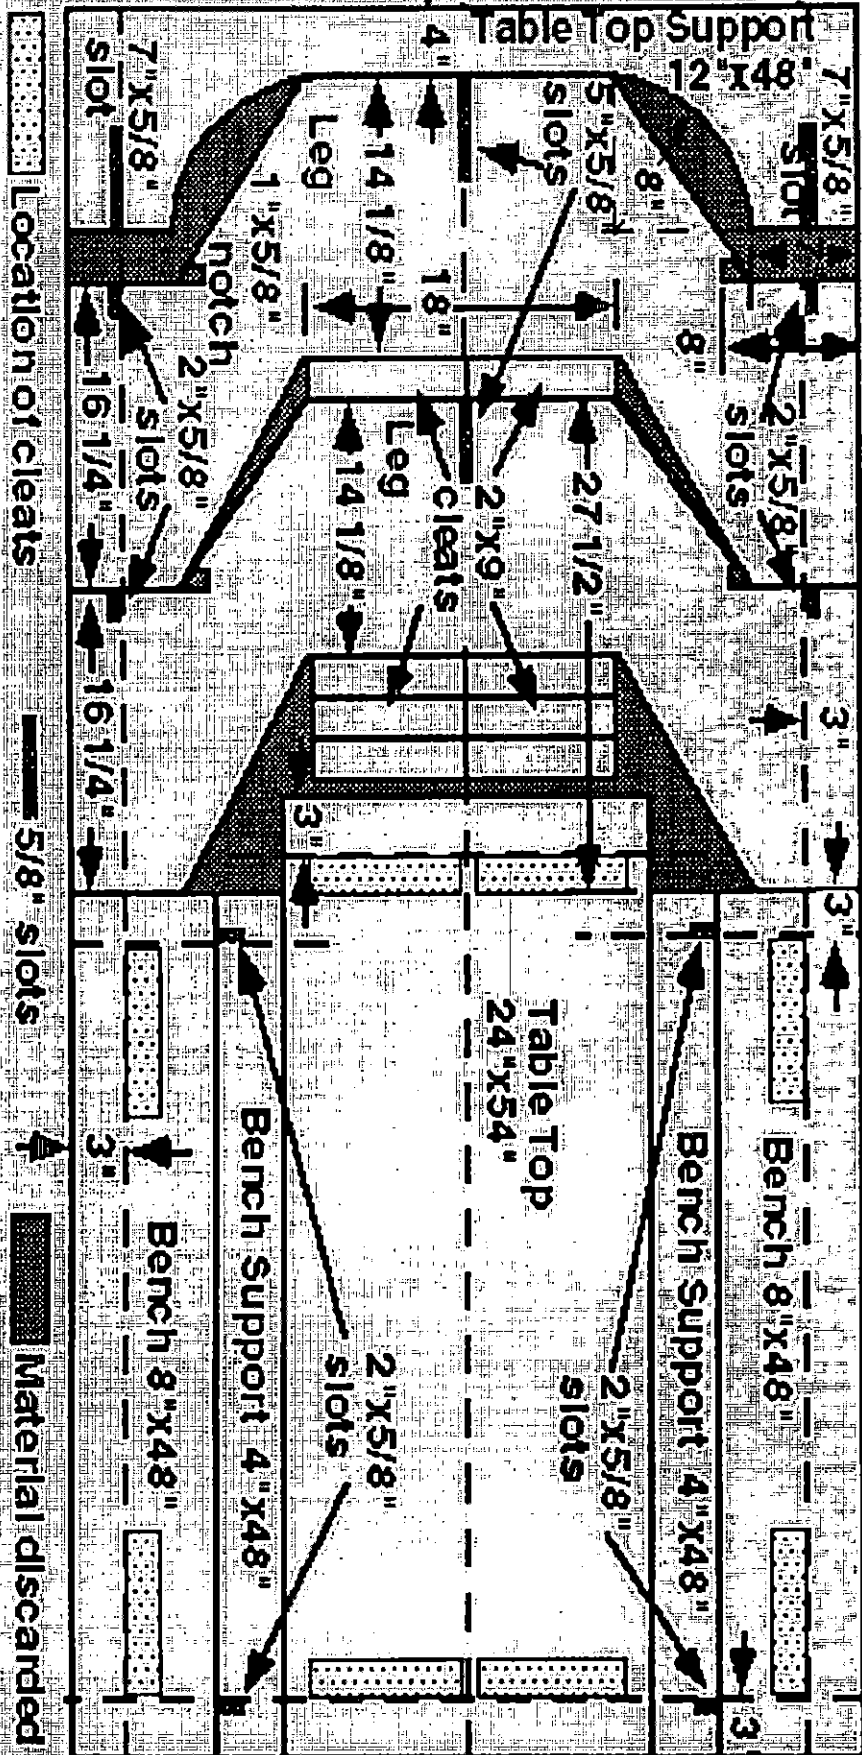 Table Top Support
12"x48"
4"
7"x5/8"
slot
7"x5/8"
slot
5"x5/8"
slots
8"
Leg
14 1/8"
1"x5/8"
notch
18"
8"
2"x5/8"
slots
16 1/4"
2"x5/8"
slots
Leg
14 1/8"
cleats
2"x9"
27 1/2"
16 1/4"
3"
3"
3"
Table Top
24"x54"
3"
Bench 8"x48"
Bench Support 4"x48"
2"x5/8"
slots
Bench Support 4"x48"
Bench 8"x48"
2"x5/8"
slots
3
Location of cleats
5/8" slots
Material discarded